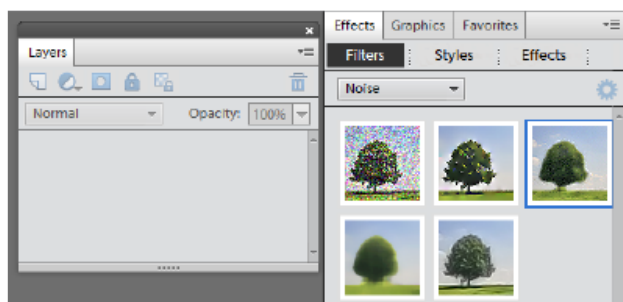 Layers
Normal
Opacity: 100%
Effects Graphics Favorites
Filters Styles Effects
Noise